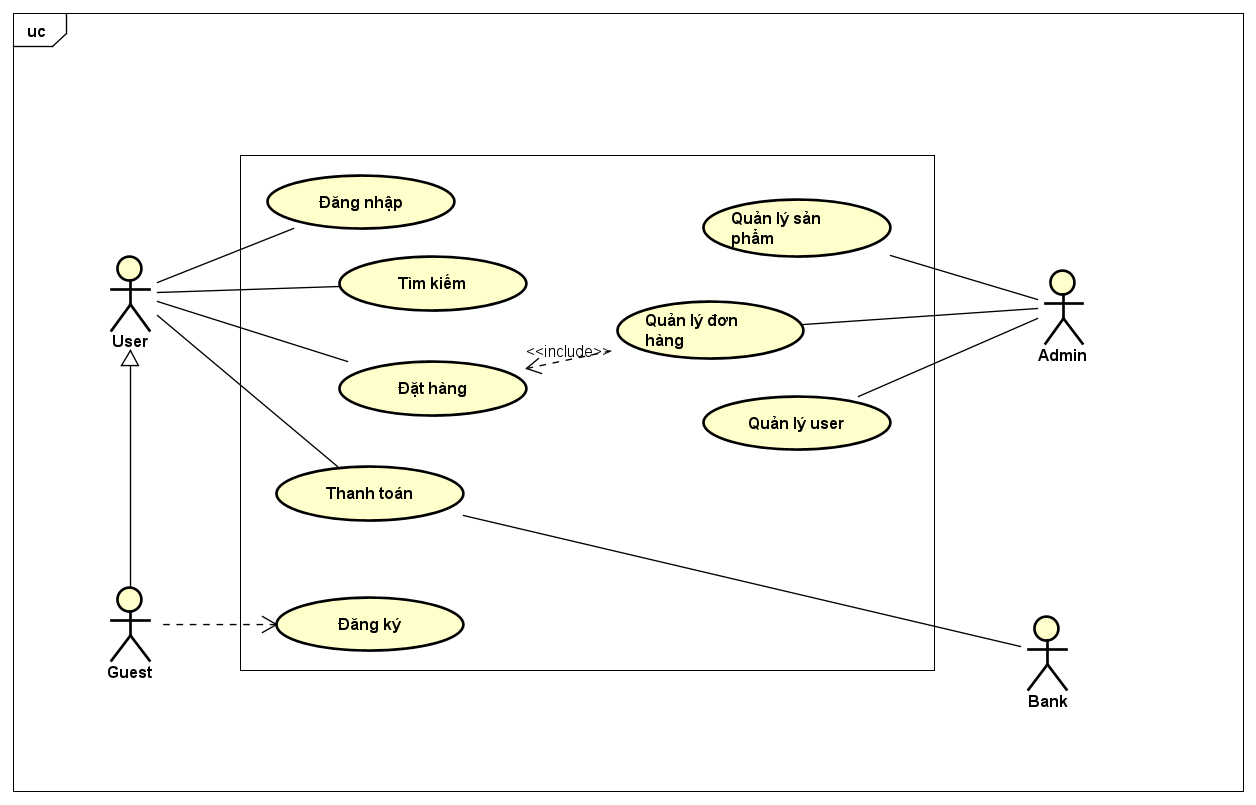 uc
Đăng nhập
Quản lý sản
phẩm
Tìm kiếm
User
Quản lý đơn
hàng
Admin
<<include>>
Đặt hàng
Quản lý user
Thanh toán
Đăng ký
Guest
Bank